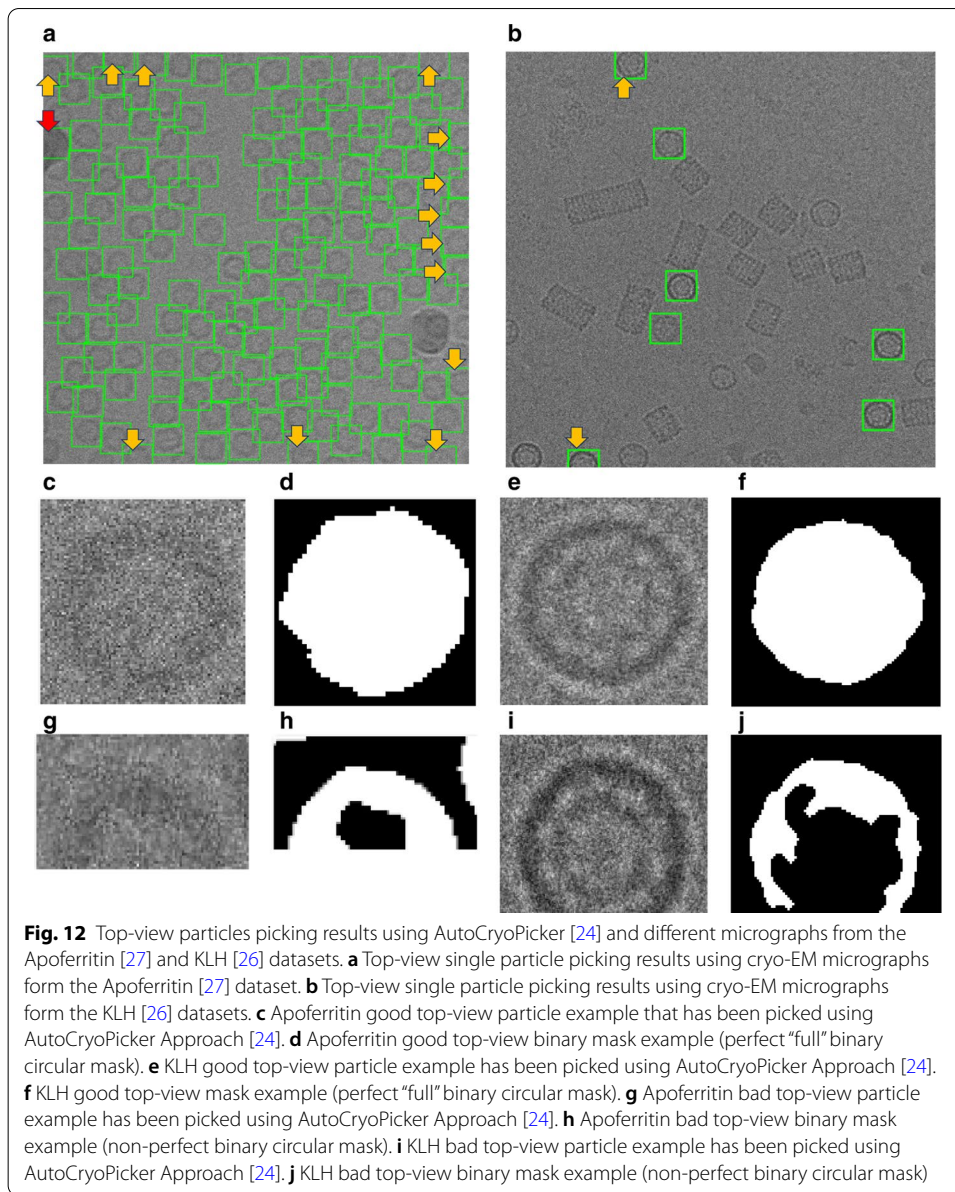 a
b
c
d
e
f
g
h
i
j
Fig. 12 Top-view particles picking results using AutoCryoPicker [24] and different micrographs from the
Apoferritin [27] and KLH [26] datasets. a Top-view single particle picking results using cryo-EM micrographs
form the Apoferritin [27] dataset. b Top-view single particle picking results using cryo-EM micrographs
form the KLH [26] datasets. c Apoferritin good top-view particle example that has been picked using
AutoCryoPicker Approach [24]. d Apoferritin good top-view binary mask example (perfect “full” binary
circular mask). e KLH good top-view particle example has been picked using AutoCryoPicker Approach [24].
f KLH good top-view mask example (perfect “full” binary circular mask). g Apoferritin bad top-view particle
example has been picked using AutoCryoPicker Approach [24]. h Apoferritin bad top-view binary mask
example (non-perfect binary circular mask). i KLH bad top-view particle example has been picked using
AutoCryoPicker Approach [24]. j KLH bad top-view binary mask example (non-perfect binary circular mask)